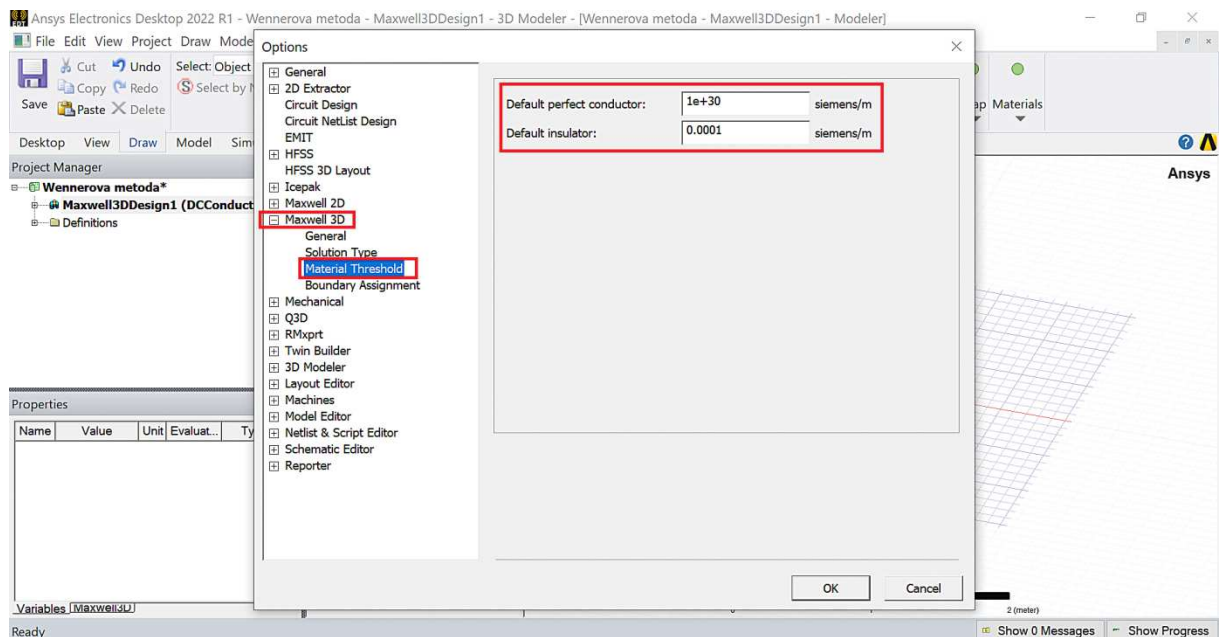 Ansys Electronics Desktop 2022 R1 - Wennerova metoda - Maxwell3DDesign1 - 3D Modeler - [Wennerova metoda - Maxwell3DDesign1 - Modeler]
File Edit View Project Draw Mode
Save
Cut
Copy
Paste
Undo
Redo
Delete
Select: Object
Select by
Materials
Desktop View Draw Model Sim
Project Manager
Wennerova metoda*
Maxwell3DDesign1 (DCConduct
Definitions
Properties
Name Value Unit Evaluat... Ty
Variables Maxwell3D
Ready
Options
General
2D Extractor
Circuit Design
Circuit NetList Design
EMIT
HFSS
HFSS 3D Layout
Icepak
Maxwell 2D
Maxwell 3D
General
Solution Type
Material Threshold
Boundary Assignment
Mechanical
Q3D
RMxprt
Twin Builder
3D Modeler
Layout Editor
Machines
Model Editor
Netlist & Script Editor
Schematic Editor
Reporter
Default perfect conductor: 1e+30 siemens/m
Default insulator: 0.0001 siemens/m
OK Cancel
Ansys
2 (meter)
Show 0 Messages Show Progress